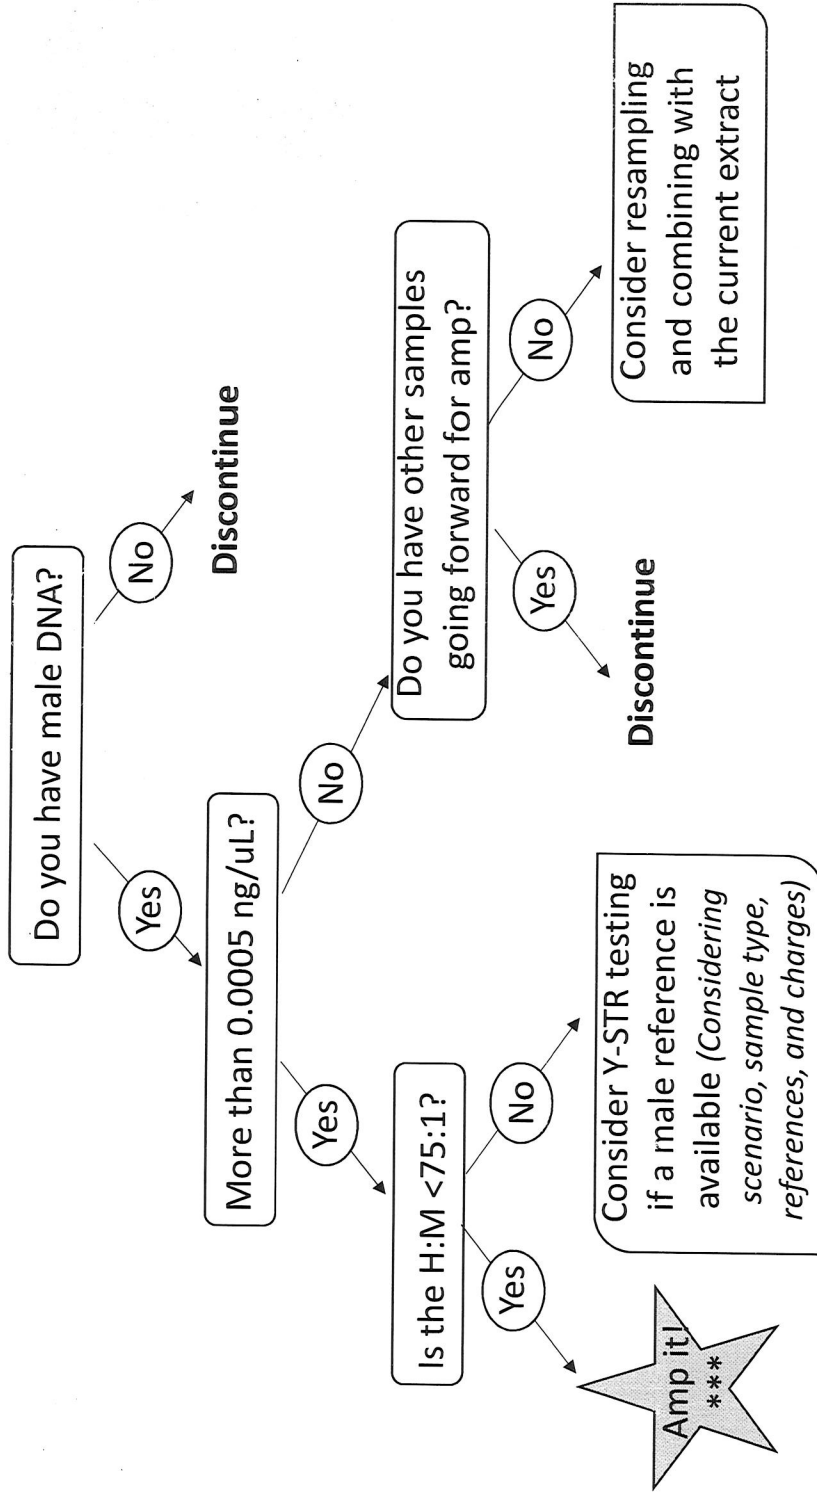 Do you have male DNA?
Yes
No
Discontinue
More than 0.0005 ng/uL?
Yes
No
Is the H:M <75:1?
Yes
No
Amp it!
***
Consider Y-STR testing
if a male reference is
available (Considering
scenario, sample type,
references, and charges)
Do you have other samples
going forward for amp?
Yes
No
Discontinue
Consider resampling
and combining with
the current extract